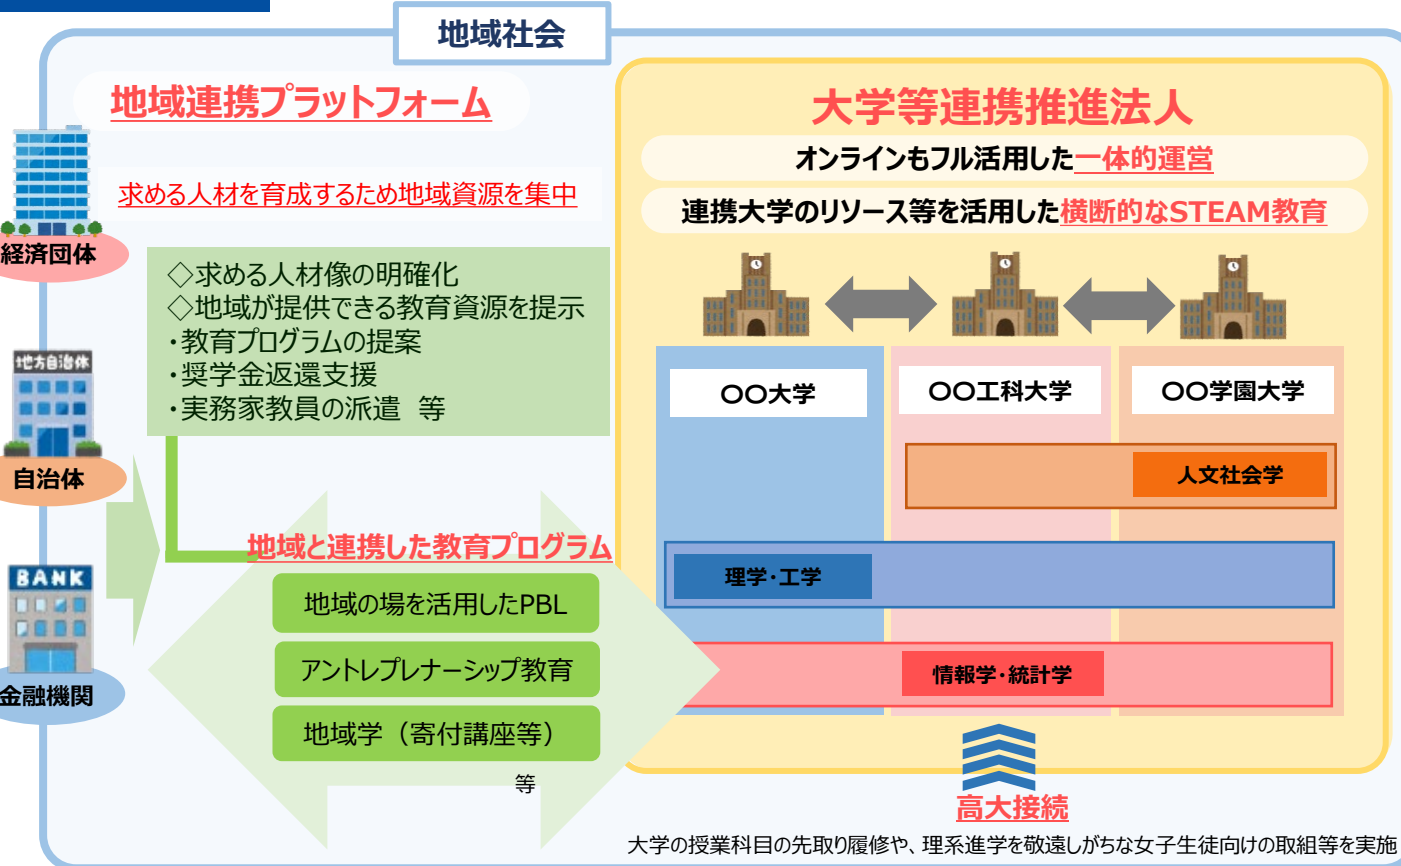 地域社会
地域連携プラットフォーム
求める人材を育成するため地域資源を集中
経済団体
◇求める人材像の明確化
◇地域が提供できる教育資源を提示
・教育プログラムの提案
・奨学金返還支援
・実務家教員の派遣 等
地方自治体
自治体
BANK
金融機関
地域と連携した教育プログラム
地域の場を活用したPBL
アントレプレナーシップ教育
地域学（寄付講座等）
等
大学等連携推進法人
オンラインもフル活用した一体的運営
連携大学のリソース等を活用した横断的なSTEAM教育
〇〇大学
〇〇工科大学
〇〇学園大学
人文社会学
理学・工学
情報学・統計学
高大接続
大学の授業科目の先取り履修や、理系進学を敬遠しがちな女子生徒向けの取組等を実施